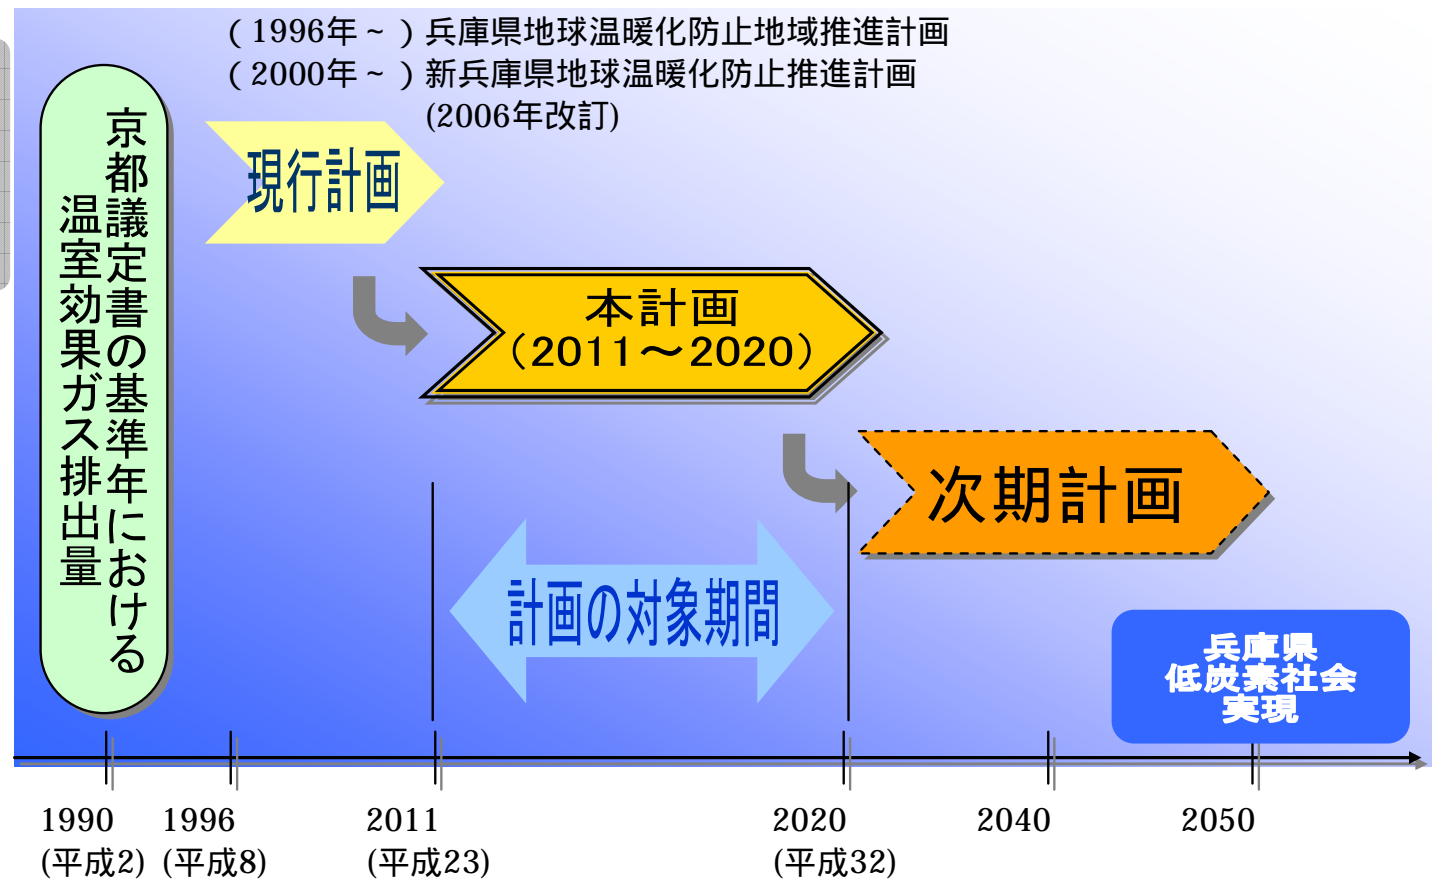 (1996年~)兵庫県地球温暖化防止地域推進計画
(2000年~)新兵庫県地球温暖化防止推進計画
(2006年改訂)
京都議定書の基準年における
温室効果ガス排出量
現行計画
本計画
(2011～2020)
次期計画
計画の対象期間
兵庫県
低炭素社会
実現
1990 1996 2011 2020 2040 2050
(平成2) (平成8) (平成23) (平成32)